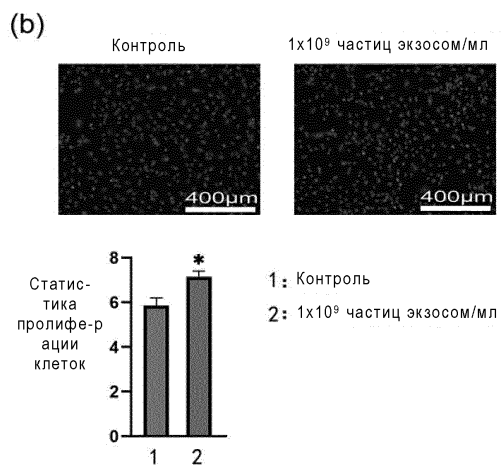 (b)
Контроль
1x10⁹ частиц экзосом/мл
400μm
400μm
Статис-
тика
пролифе-р
ации
клеток
8
*
6
4
2
0
1
2
1: Контроль
2: 1x10⁹ частиц экзосом/мл